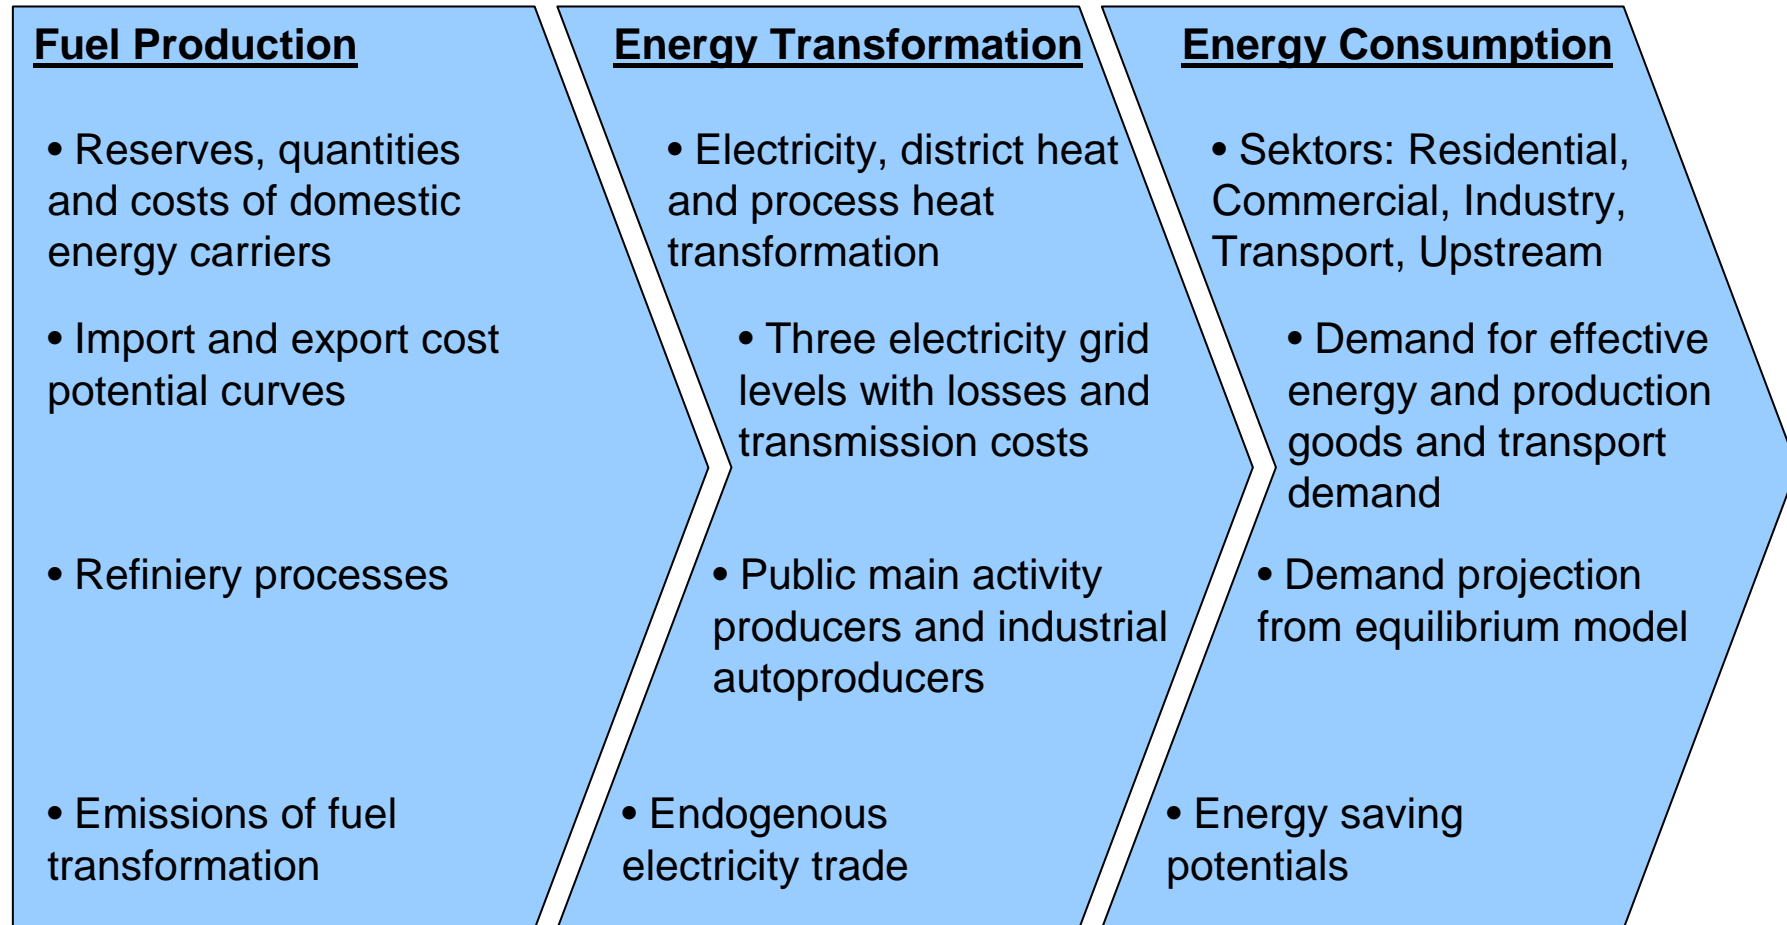 Fuel Production
• Reserves, quantities
and costs of domestic
energy carriers
• Import and export cost
potential curves
• Refiniery processes
• Emissions of fuel
transformation
Energy Transformation
• Electricity, district heat
and process heat
transformation
• Three electricity grid
levels with losses and
transmission costs
• Public main activity
producers and industrial
autoproducers
• Endogenous
electricity trade
Energy Consumption
• Sektors: Residential,
Commercial, Industry,
Transport, Upstream
• Demand for effective
energy and production
goods and transport
demand
• Demand projection
from equilibrium model
• Energy saving
potentials